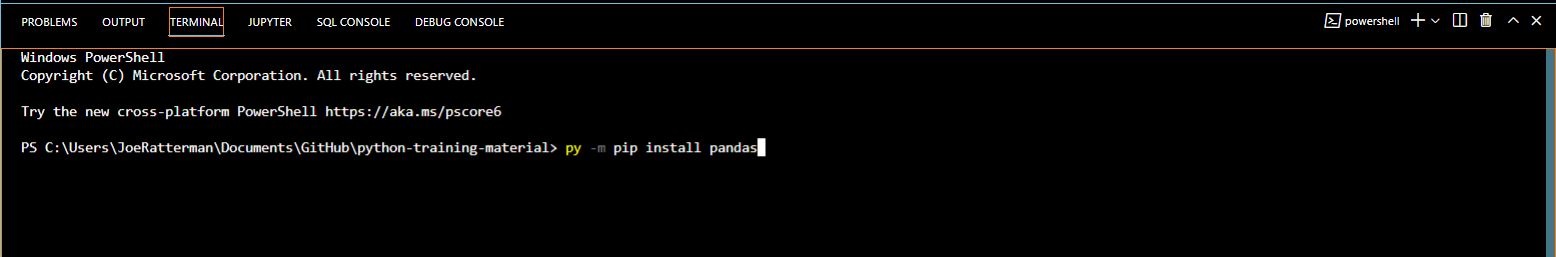 PROBLEMS OUTPUT TERMINAL JUPYTER SQL CONSOLE DEBUG CONSOLE powershell
Windows PowerShell
Copyright (C) Microsoft Corporation. All rights reserved.
Try the new cross-platform PowerShell https://aka.ms/pscore6
PS C:\Users\JoeRatterman\Documents\GitHub\python-training-material> py -m pip install pandas